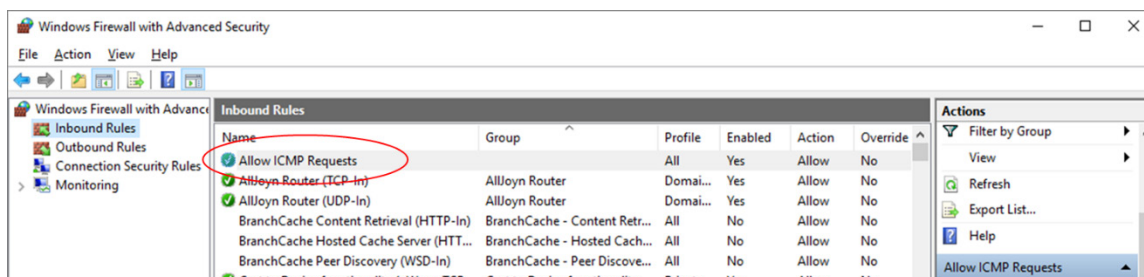 Windows Firewall with Advanced Security
File Action View Help
Windows Firewall with Advance
Inbound Rules
Outbound Rules
Connection Security Rules
Monitoring
Inbound Rules
Name Group Profile Enabled Action Override
Allow ICMP Requests All Yes Allow No
AllJoyn Router (TCP-In) AllJoyn Router Domai... Yes Allow No
AllJoyn Router (UDP-In) AllJoyn Router Domai... Yes Allow No
BranchCache Content Retrieval (HTTP-In) BranchCache - Content Retr... All No Allow No
BranchCache Hosted Cache Server (HTT... BranchCache - Hosted Cach... All No Allow No
BranchCache Peer Discovery (WSD-In) BranchCache - Peer Discove... All No Allow No
Actions
Filter by Group
View
Refresh
Export List...
Help
Allow ICMP Requests